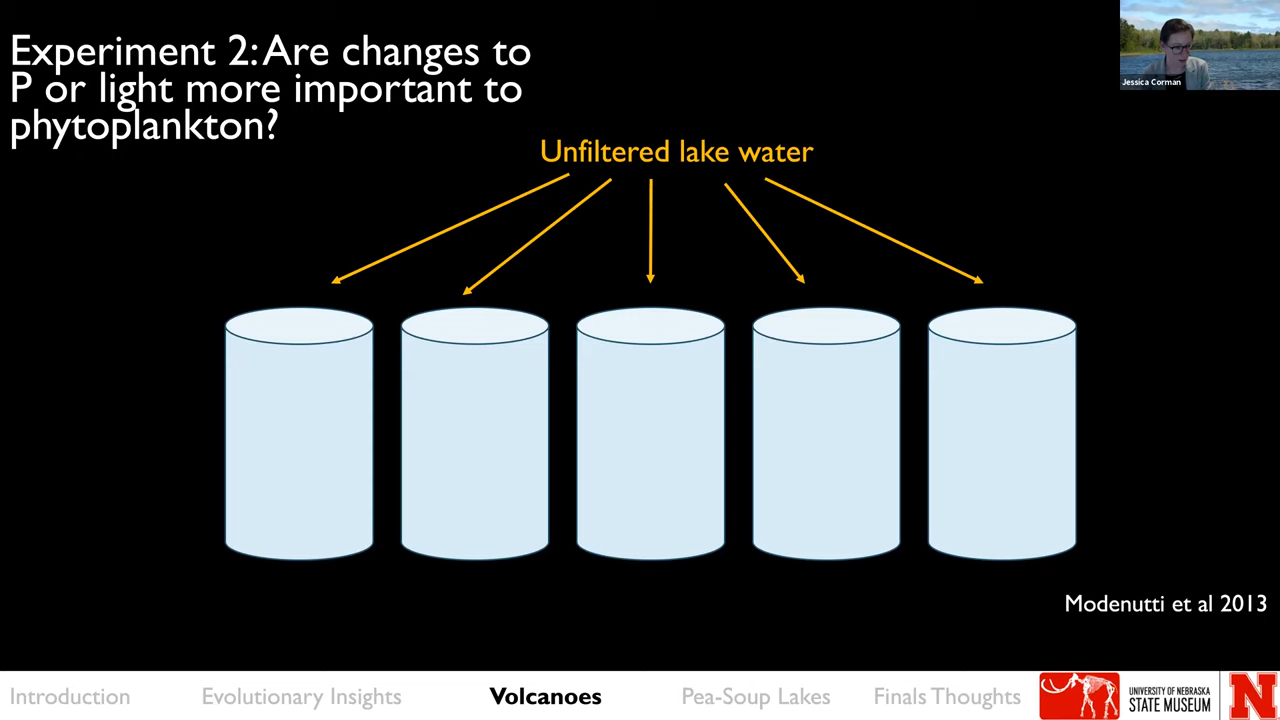 Experiment 2: Are changes to
P or light more important to
phytoplankton?
Jessica Corman
Unfiltered lake water
Modenutti et al 2013
Introduction
Evolutionary Insights
Volcanoes
Pea-Soup Lakes
Finals Thoughts
UNIVERSITY OF NEBRASKA
STATE MUSEUM
N